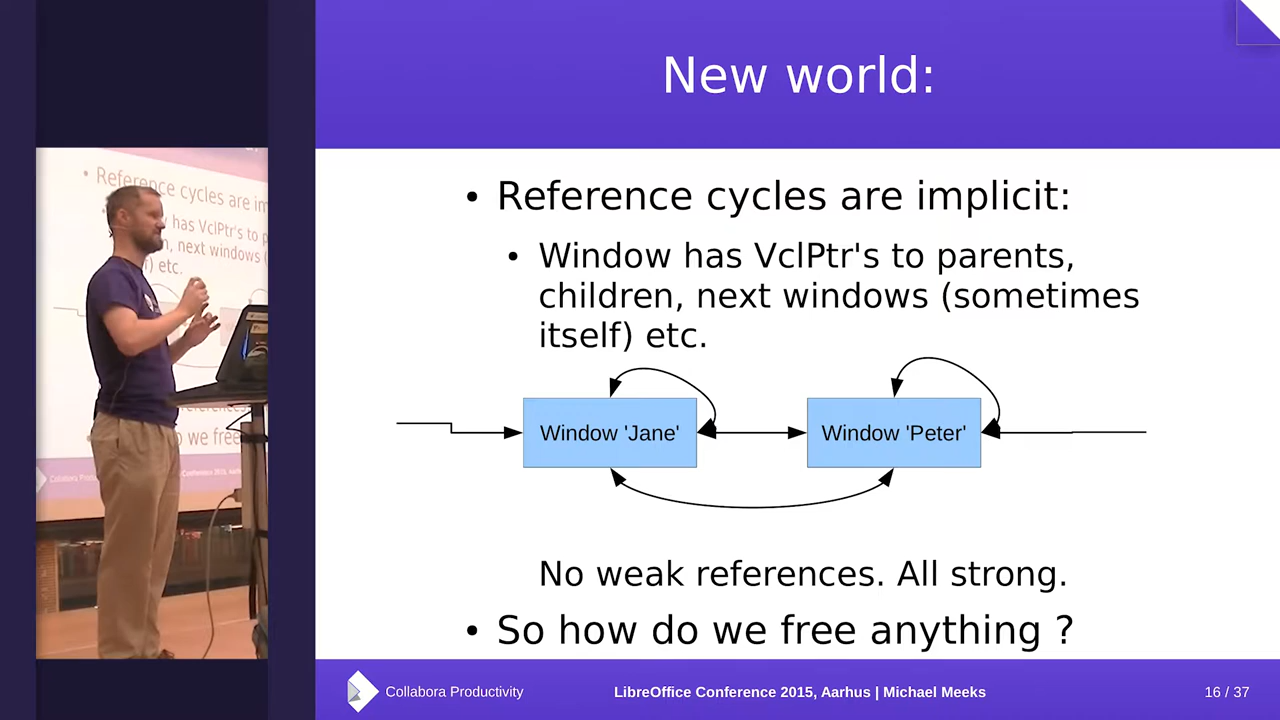 New world:
• Reference cycles are implicit:
• Window has VclPtr's to parents,
children, next windows (sometimes
itself) etc.
Window 'Jane'
Window 'Peter'
No weak references. All strong.
• So how do we free anything ?
Collabora Productivity
LibreOffice Conference 2015, Aarhus | Michael Meeks
16 / 37
• Reference cycles are im
has VclPtr's to p
n, next windows (
etc.
we free